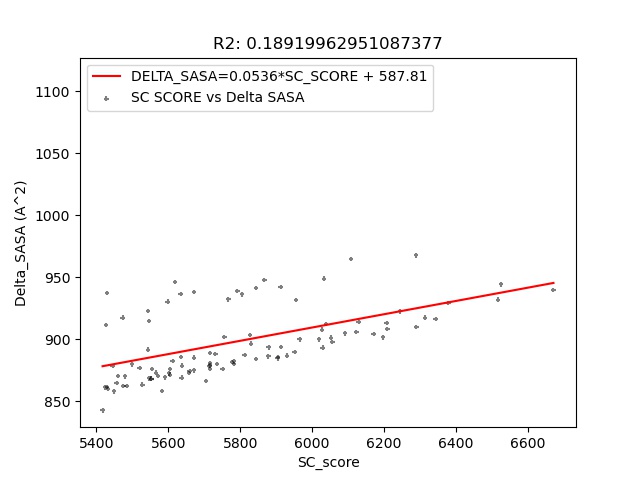 R2: 0.18919962951087377
DELTA_SASA=0.0536*SC_SCORE + 587.81
SC SCORE vs Delta SASA
1100
1050
1000
950
900
850
Delta_SASA (A^2)
5400 5600 5800 6000 6200 6400 6600
SC_score